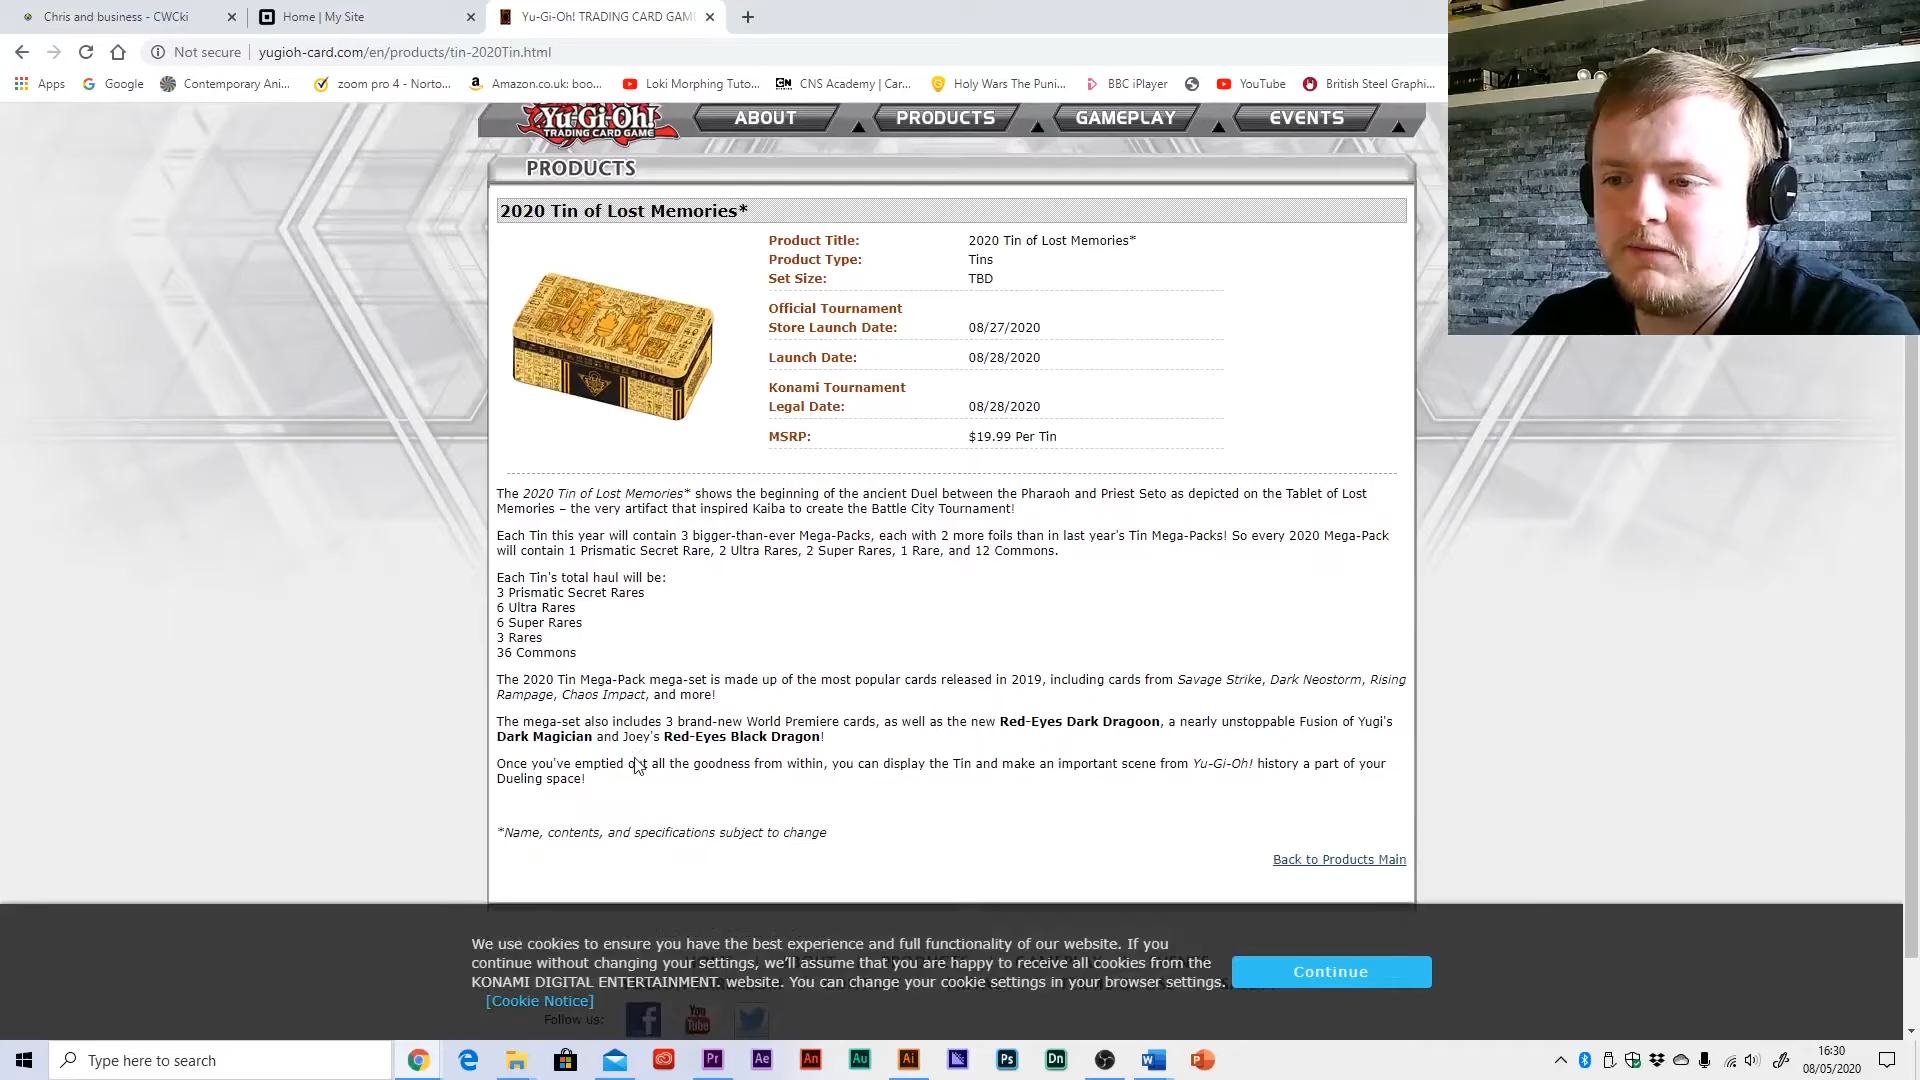 Chris and business - CWCki
Home | My Site
Yu-Gi-Oh! TRADING CARD GAM
Not secure | yugioh-card.com/en/products/tin-2020Tin.html
Apps Google Contemporary Ani... zoom pro 4 - Norto... Amazon.co.uk: boo... Loki Morphing Tuto... CNS Academy | Car... Holy Wars The Puni... BBC iPlayer YouTube British Steel Graphi...
Yu-Gi-Oh!
TRADING CARD GAME
ABOUT PRODUCTS GAMEPLAY EVENTS
PRODUCTS
2020 Tin of Lost Memories*
Product Title: 2020 Tin of Lost Memories*
Product Type: Tins
Set Size: TBD
Official Tournament
Store Launch Date: 08/27/2020
Launch Date: 08/28/2020
Konami Tournament
Legal Date: 08/28/2020
MSRP: $19.99 Per Tin
The 2020 Tin of Lost Memories* shows the beginning of the ancient Duel between the Pharaoh and Priest Seto as depicted on the Tablet of Lost
Memories – the very artifact that inspired Kaiba to create the Battle City Tournament!
Each Tin this year will contain 3 bigger-than-ever Mega-Packs, each with 2 more foils than in last year's Tin Mega-Packs! So every 2020 Mega-Pack
will contain 1 Prismatic Secret Rare, 2 Ultra Rares, 2 Super Rares, 1 Rare, and 12 Commons.
Each Tin's total haul will be:
3 Prismatic Secret Rares
6 Ultra Rares
6 Super Rares
3 Rares
36 Commons
The 2020 Tin Mega-Pack mega-set is made up of the most popular cards released in 2019, including cards from Savage Strike, Dark Neostorm, Rising
Rampage, Chaos Impact, and more!
The mega-set also includes 3 brand-new World Premiere cards, as well as the new Red-Eyes Dark Dragoon, a nearly unstoppable Fusion of Yugi's
Dark Magician and Joey's Red-Eyes Black Dragon!
Once you've emptied out all the goodness from within, you can display the Tin and make an important scene from Yu-Gi-Oh! history a part of your
Dueling space!
*Name, contents, and specifications subject to change
Back to Products Main
We use cookies to ensure you have the best experience and full functionality of our website. If you
continue without changing your settings, we'll assume that you are happy to receive all cookies from the
KONAMI DIGITAL ENTERTAINMENT. website. You can change your cookie settings in your browser settings.
[Cookie Notice]
Continue
Follow us:
You Tube
Type here to search
Pr Ae An Au Ai Ps Dn
16:30
08/05/2020